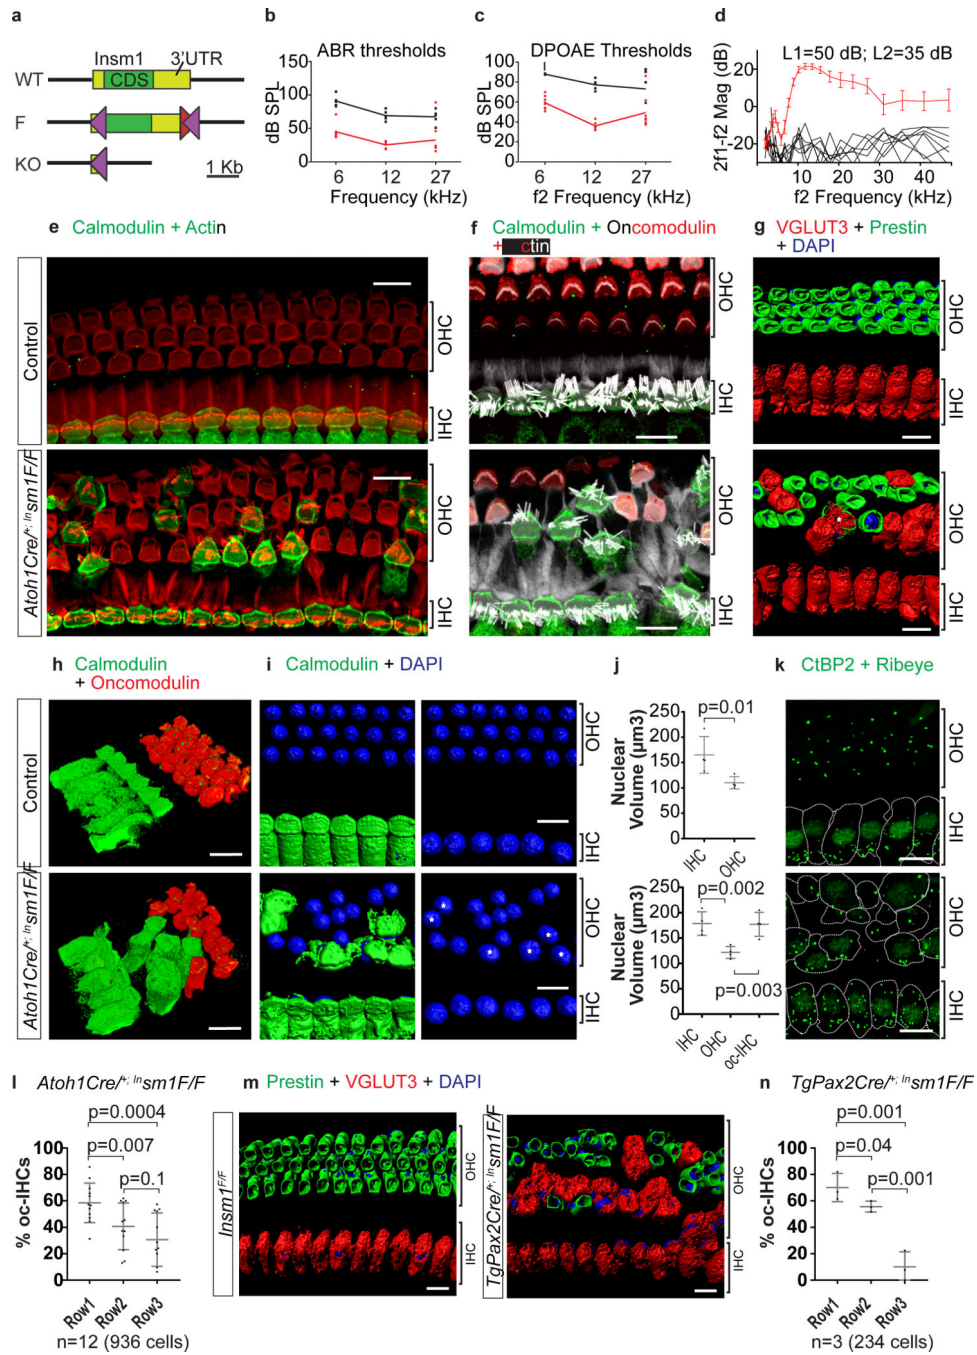 a
Insm1
3'UTR
WT
CDS
F
KO
1 Kb
b
ABR thresholds
dB SPL
150
100
50
0
6
12
27
Frequency (kHz)
c
DPOAE Thresholds
dB SPL
80
60
40
20
0
6
12
27
f2 Frequency (kHz)
d
L1=50 dB; L2=35 dB
2f1-f2 Mag (dB)
20
0
-20
10
20
30
40
f2 Frequency (kHz)
e
Calmodulin + Actin
Control
OHC
IHC
Atoh1Cre/+; Insm1F/F
OHC
IHC
f
Calmodulin + Oncomodulin
+ ctin
OHC
IHC
OHC
IHC
g
VGLUT3 + Prestin
+ DAPI
OHC
IHC
OHC
IHC
h
Calmodulin
+ Oncomodulin
Control
Atoh1Cre/+; Insm1F/F
i
Calmodulin + DAPI
OHC
IHC
OHC
IHC
j
p=0.01
Nuclear
Volume (µm3)
250
200
150
100
50
0
IHC
OHC
p=0.002
Nuclear
Volume (µm3)
250
200
150
100
50
0
p=0.003
IHC
OHC
oc-IHC
k
CtBP2 + Ribeye
OHC
IHC
OHC
IHC
l
Atoh1Cre/+; Insm1F/F
p=0.0004
p=0.007
p=0.1
% oc-IHCs
100
80
60
40
20
0
Row1
Row2
Row3
n=12 (936 cells)
m
Prestin + VGLUT3 + DAPI
Insm1F/F
OHC
IHC
TgPax2Cre/+; Insm1F/F
OHC
IHC
n
TgPax2Cre/+; Insm1F/F
p=0.001
p=0.04
p=0.001
% oc-IHCs
100
80
60
40
20
0
Row1
Row2
Row3
n=3 (234 cells)